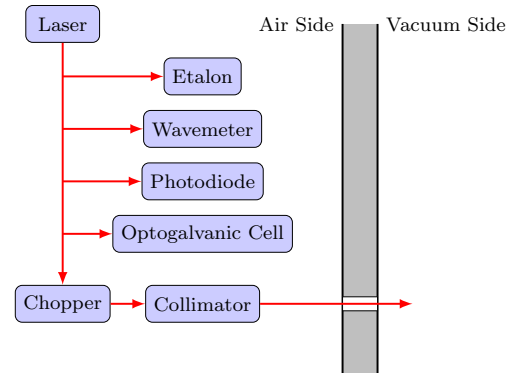 Laser
Air Side
Vacuum Side
Etalon
Wavemeter
Photodiode
Optogalvanic Cell
Chopper
Collimator